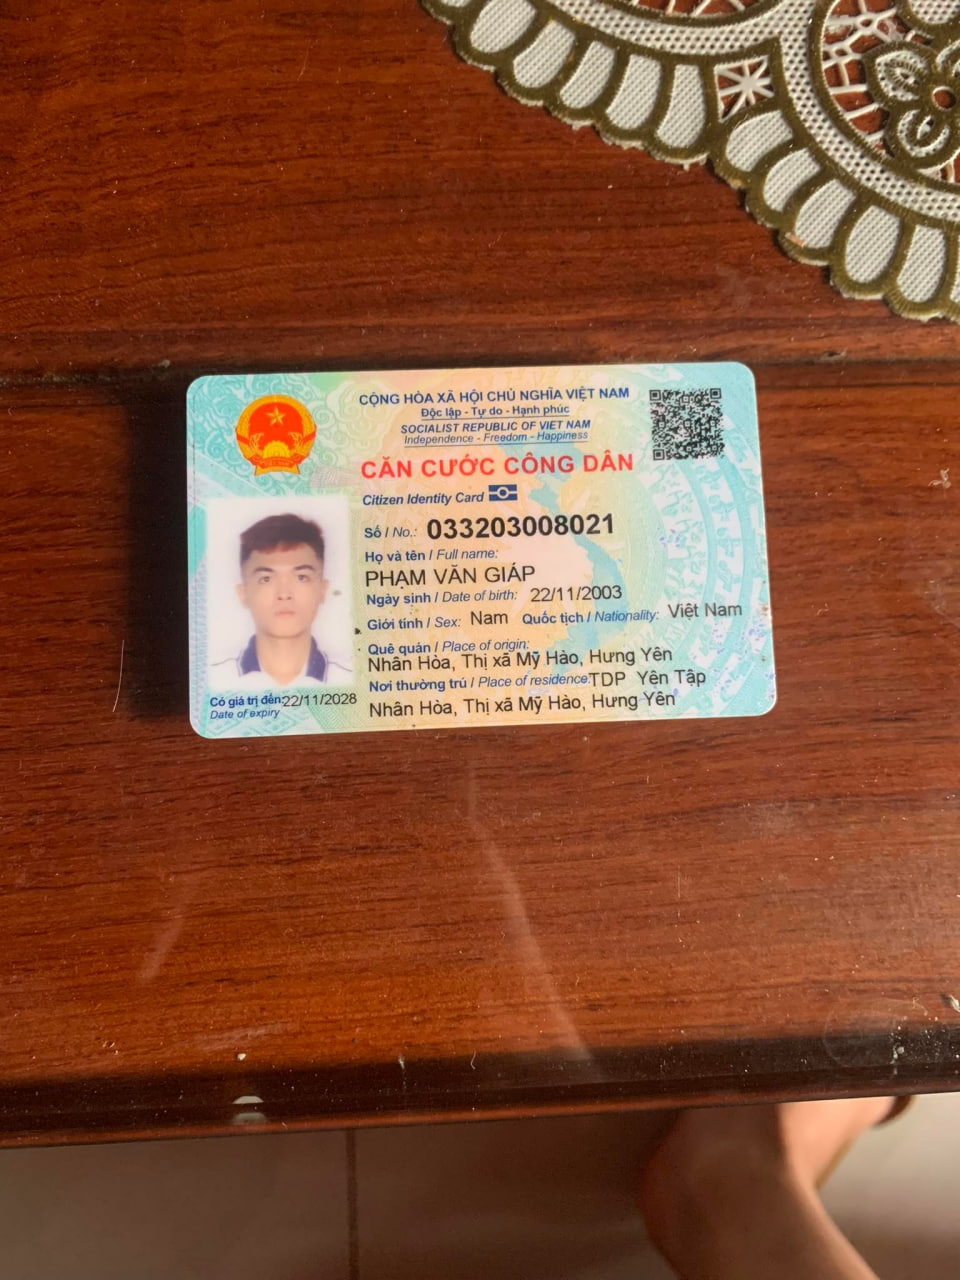 CỘNG HÒA XÃ HỘI CHỦ NGHĨA VIỆT NAM
Độc lập - Tự do - Hạnh phúc
SOCIALIST REPUBLIC OF VIET NAM
Independence - Freedom - Happiness
CĂN CƯỚC CÔNG DÂN
Citizen Identity Card
Số / No.: 033203008021
Họ và tên / Full name:
PHẠM VĂN GIÁP
Ngày sinh / Date of birth: 22/11/2003
Giới tính / Sex: Nam Quốc tịch / Nationality: Việt Nam
Quê quán / Place of origin:
Nhân Hòa, Thị xã Mỹ Hào, Hưng Yên
Nơi thường trú / Place of residence: TDP Yên Tập
Nhân Hòa, Thị xã Mỹ Hào, Hưng Yên
Có giá trị đến: 22/11/2028
Date of expiry